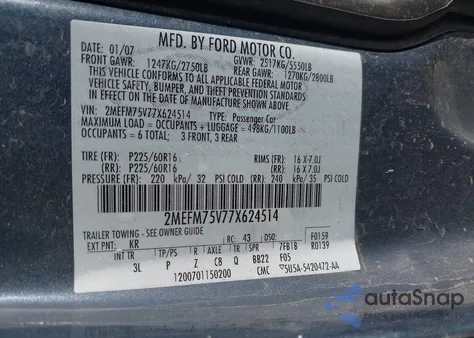 MFD. BY FORD MOTOR CO.
DATE: 01/07 GVWR: 2517KG/5550LB
FRONT GAWR: 1247KG/2750LB REAR GAWR: 1270KG/2800LB
THIS VEHICLE CONFORMS TO ALL APPLICABLE FEDERAL MOTOR
VEHICLE SAFETY, BUMPER, AND THEFT PREVENTION STANDARDS
IN EFFECT ON THE DATE OF MANUFACTURE SHOWN ABOVE.
VIN: 2MEFM75V77X624514 TYPE: Passenger Car
MAXIMUM LOAD = OCCUPANTS + LUGGAGE = 498KG/1100LB
OCCUPANTS = 6 TOTAL: 3 FRONT, 3 REAR
TIRE (F): P225/60R16 RIMS (F): 16 X 7.0J
(R): P225/60R16 (R): 16 X 7.0J
PRESSURE (F): 220 kPa/ 32 PSI COLD (R): 240 kPa/ 35 PSI COLD
2MEFM75V77X624514
TRAILER TOWING - SEE OWNER GUIDE
EXT PNT: KR RC: 43 DSO: F0159
INT TR TP/PS R AXLE TR SPR 7FB1B R0139
3L P Z C8 Q BB22 F05
1200701150200 CMC 5U5A-5420472-AA
autoSnap